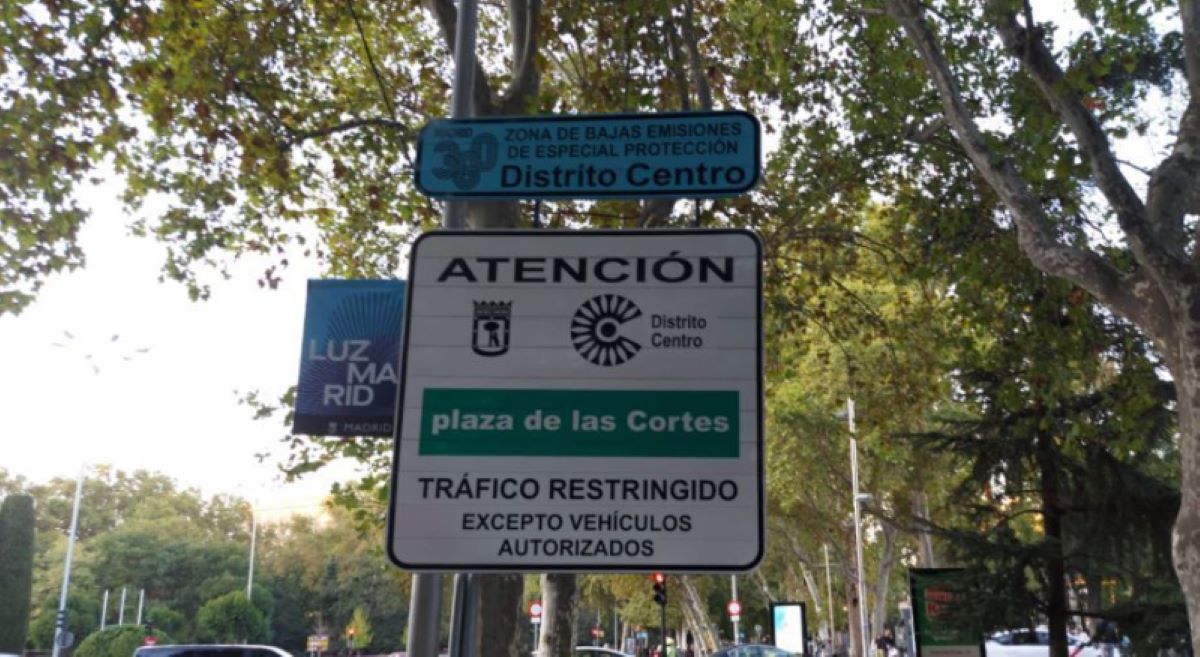 MADRID
360
ZONA DE BAJAS EMISIONES
DE ESPECIAL PROTECCIÓN
Distrito Centro
ATENCIÓN
Distrito
Centro
plaza de las Cortes
TRÁFICO RESTRINGIDO
EXCEPTO VEHÍCULOS
AUTORIZADOS
LUZ
MAD
RID
MADRID